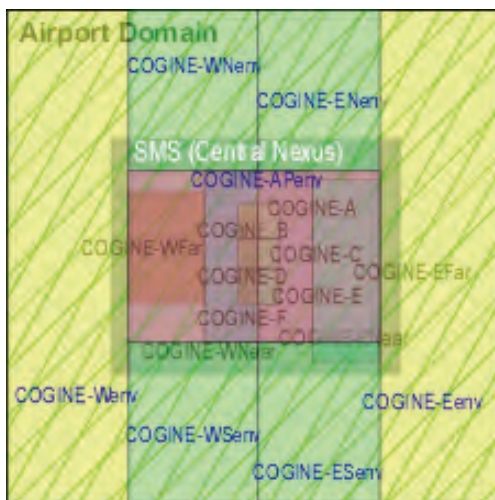 Airport Domain
COGINE-WNenv
COGINE-ENenv
SMS (Central Nexus)
COGINE-APenv
COGINE-A
COGINE-B
COGINE-WFar
COGINE-C
COGINE-D
COGINE-EFar
COGINE-E
COGINE-F
COGINE-WNear
COGINE-Wenv
COGINE-Eenv
COGINE-WSenv
COGINE-ESenv